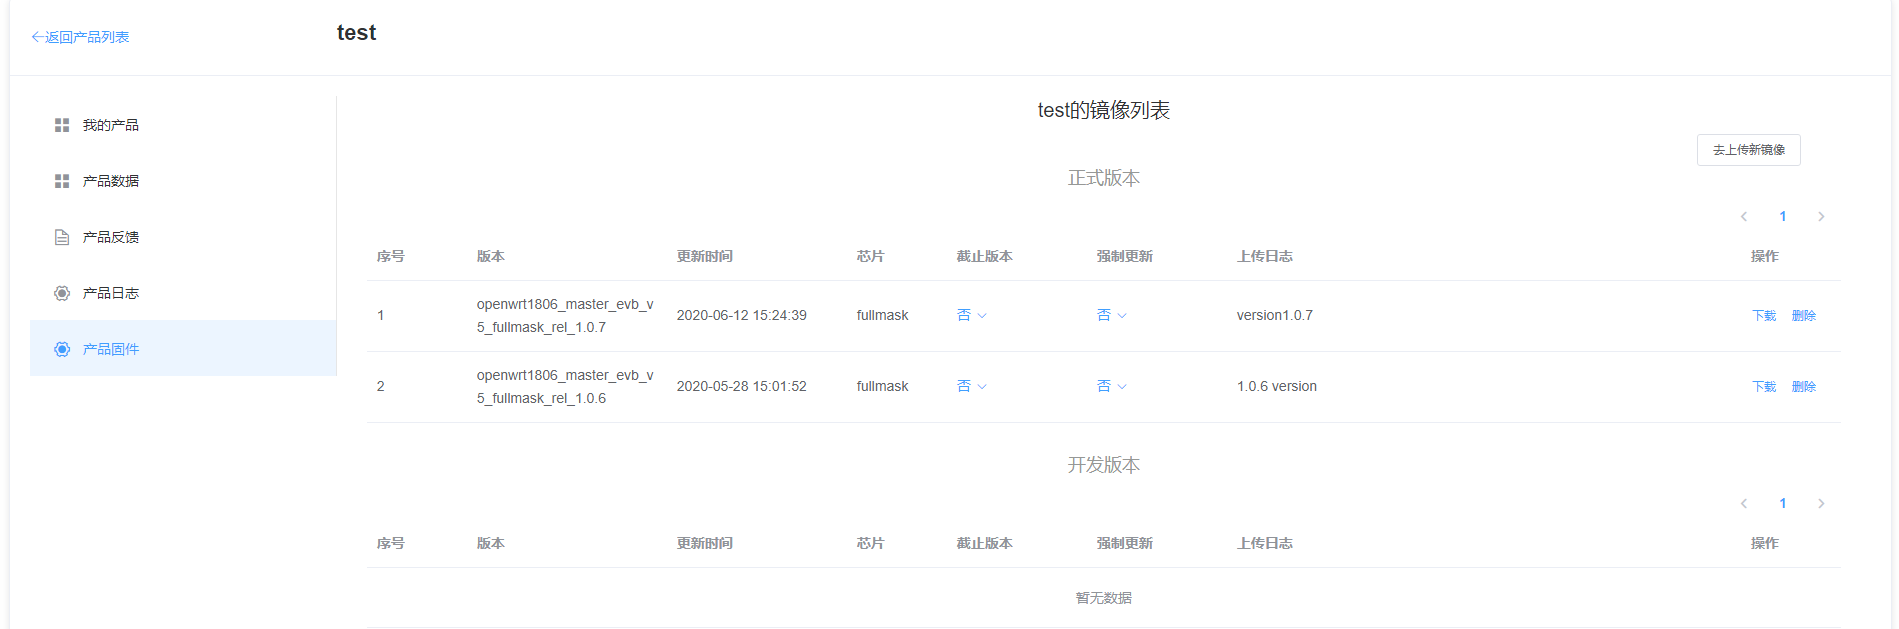 返回产品列表
test
我的产品
产品数据
产品反馈
产品日志
产品固件
test的镜像列表
去上传新镜像
正式版本
1
序号 版本 更新时间 芯片 截止版本 强制更新 上传日志 操作
1 openwrt1806_master_evb_v5_fullmask_rel_1.0.7 2020-06-12 15:24:39 fullmask 否 否 version1.0.7 下载 删除
2 openwrt1806_master_evb_v5_fullmask_rel_1.0.6 2020-05-28 15:01:52 fullmask 否 否 1.0.6 version 下载 删除
开发版本
1
序号 版本 更新时间 芯片 截止版本 强制更新 上传日志 操作
暂无数据